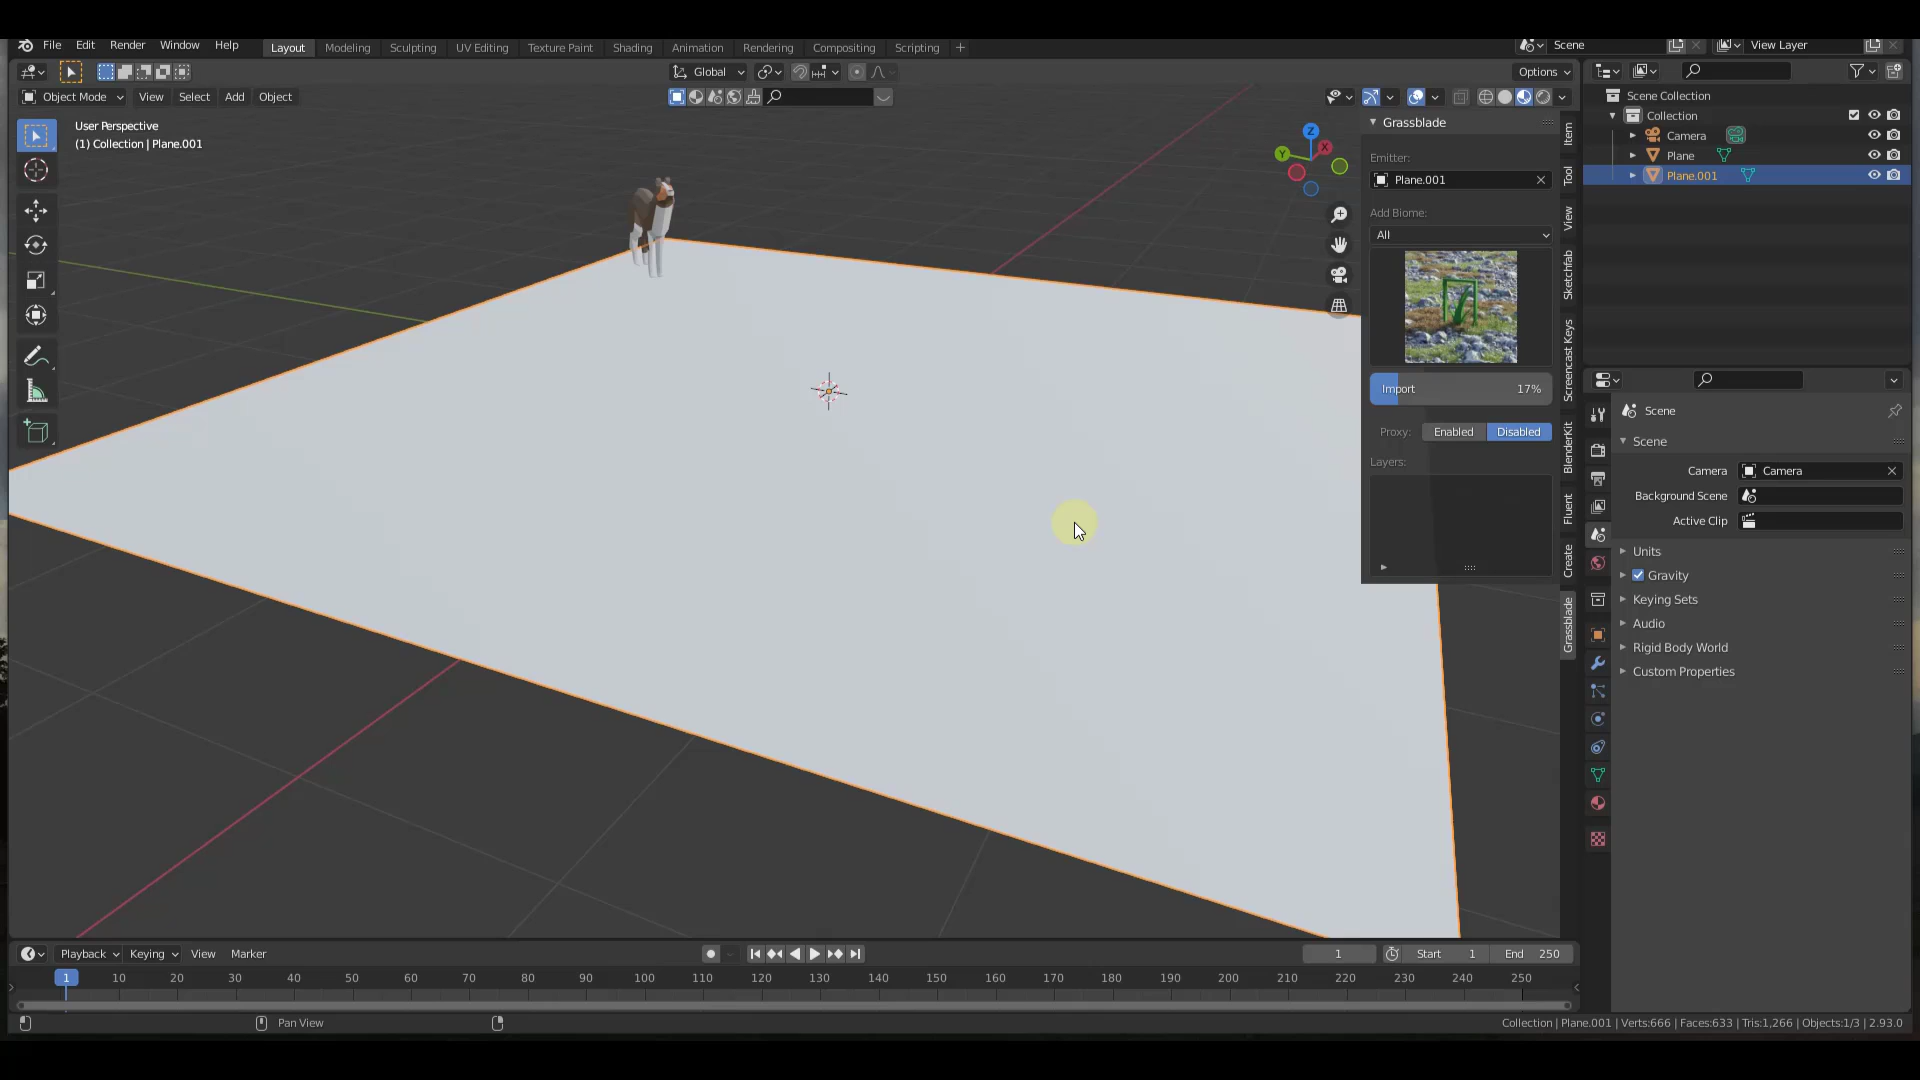 File Edit Render Window Help Layout Modeling Sculpting UV Editing Texture Paint Shading Animation Rendering Compositing Scripting + Scene View Layer
Global Options
Object Mode View Select Add Object
User Perspective
(1) Collection | Plane.001
Z
Y
X
Grassblade
Emitter:
Plane.001
Add Biome:
All
Import 17%
Proxy: Enabled Disabled
Layers:
Item
Tool
View
Sketchfab
Screencast Keys
BlenderKit
Fluent
Create
Grassblade
Scene Collection
Collection
Camera
Plane
Plane.001
Scene
Scene
Camera Camera
Background Scene
Active Clip
Units
Gravity
Keying Sets
Audio
Rigid Body World
Custom Properties
Playback Keying View Marker 1 Start 1 End 250
1 10 20 30 40 50 60 70 80 90 100 110 120 130 140 150 160 170 180 190 200 210 220 230 240 250
Pan View
Collection | Plane.001 | Verts:666 | Faces:633 | Tris:1,266 | Objects:1/3 | 2.93.0